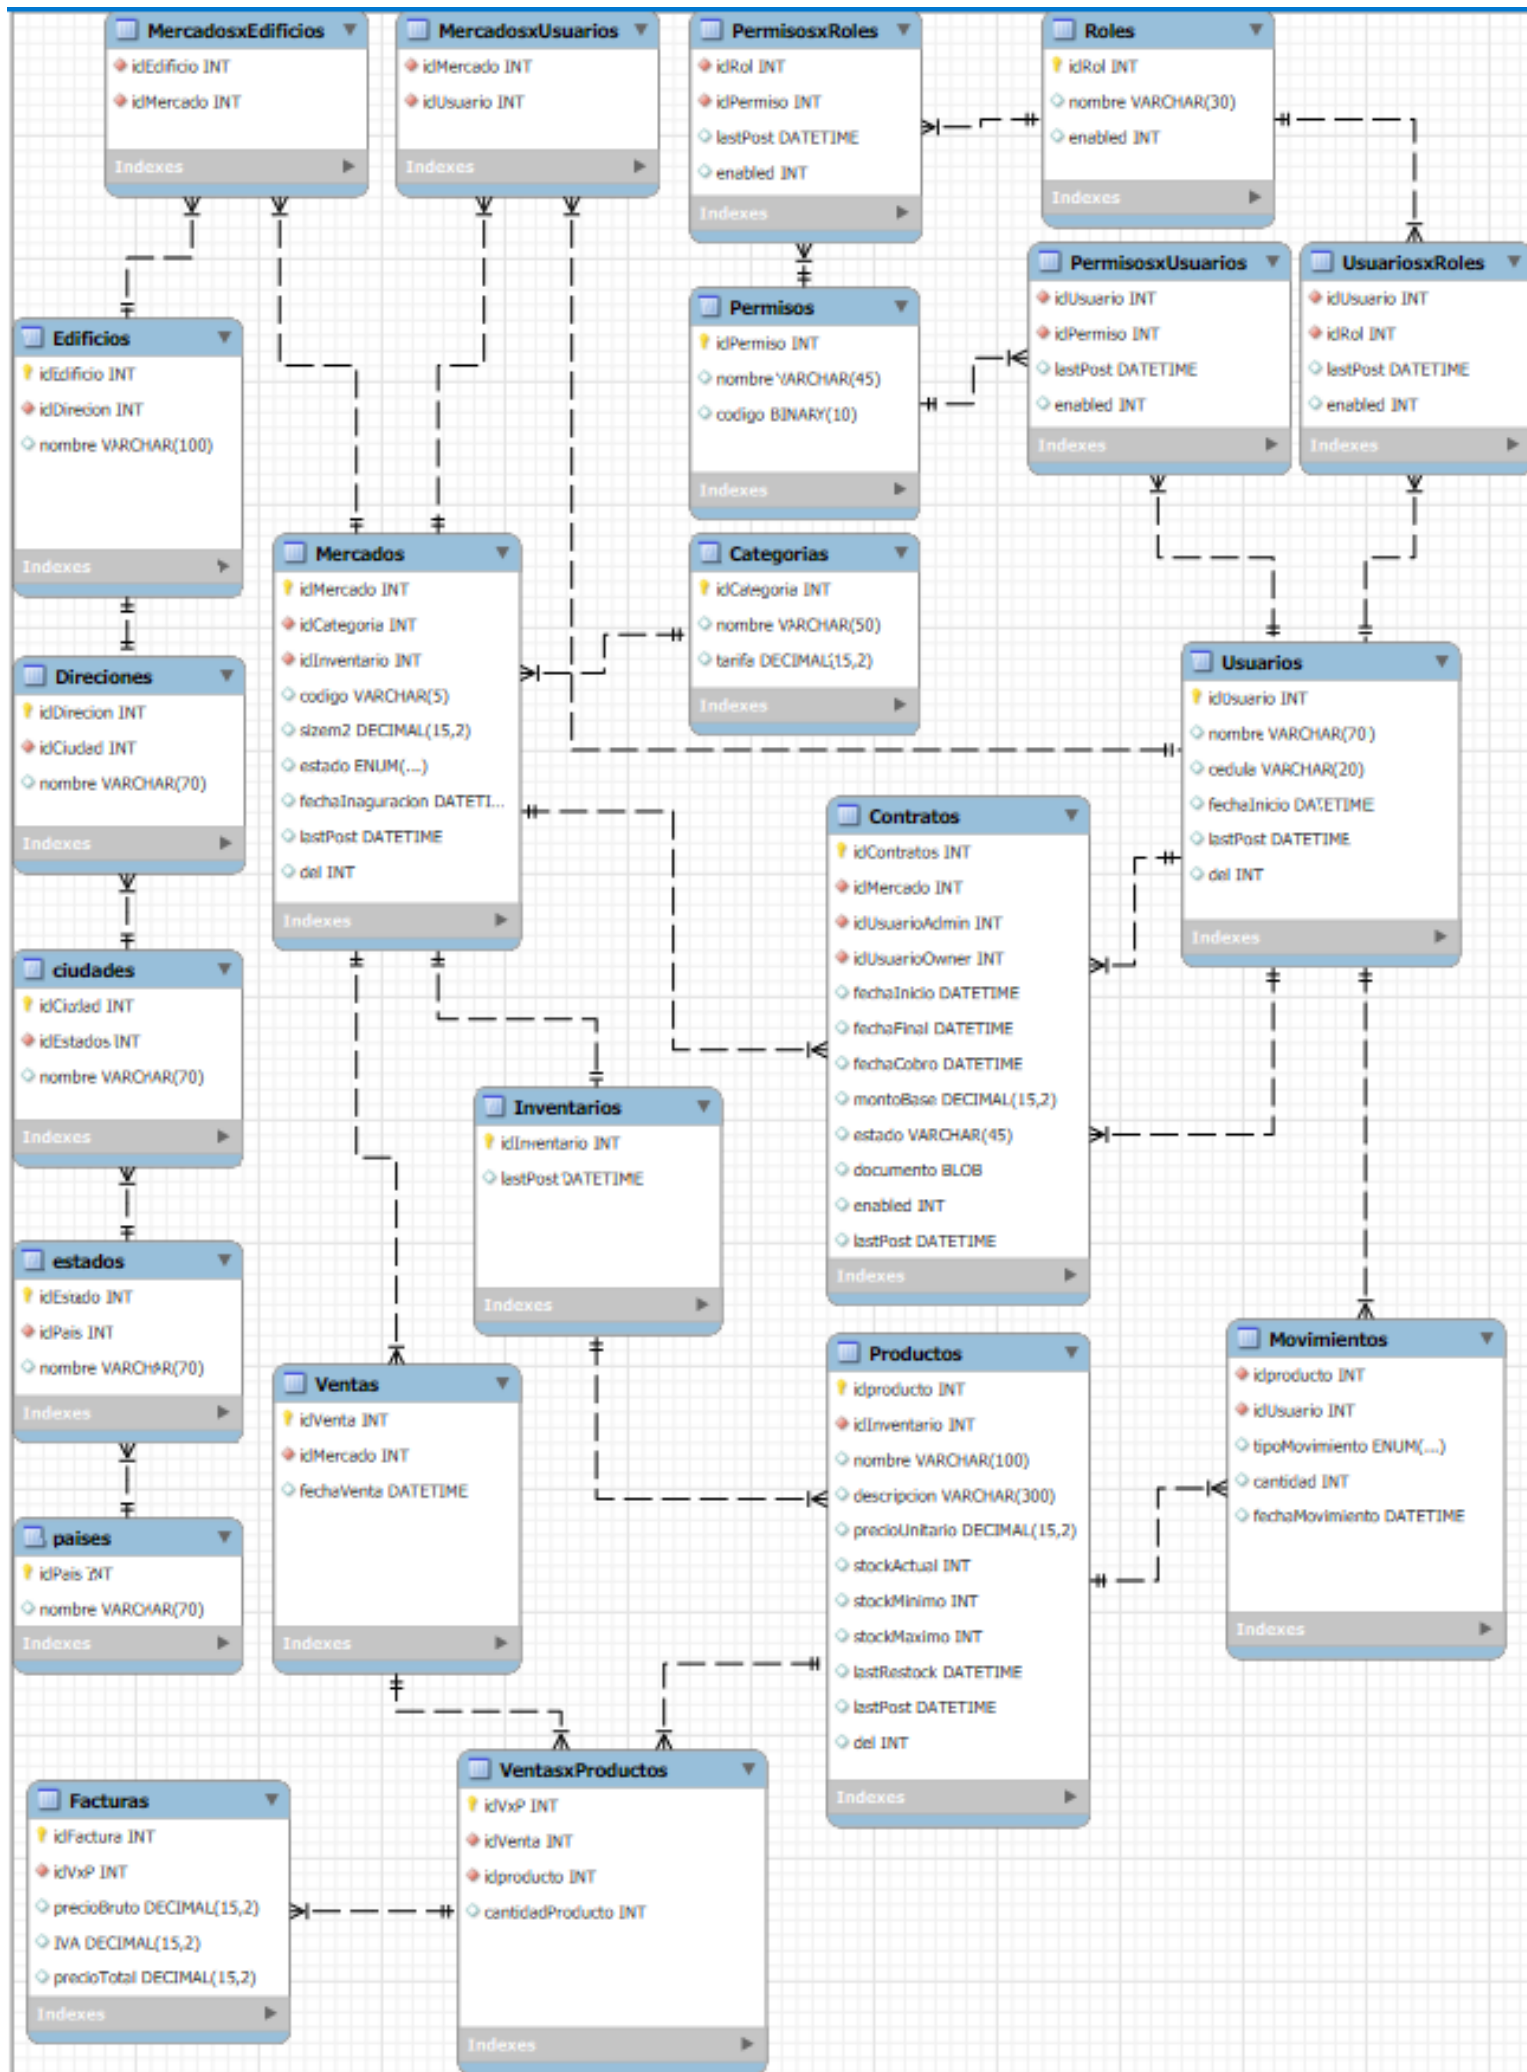 MercadosxEdificios
idEdificio INT
idMercado INT
Indexes
MercadosxUsuarios
idMercado INT
idUsuario INT
Indexes
PermisosxRoles
idRol INT
idPermiso INT
lastPost DATETIME
enabled INT
Indexes
Roles
idRol INT
nombre VARCHAR(30)
enabled INT
Indexes
PermisosxUsuarios
idUsuario INT
idPermiso INT
lastPost DATETIME
enabled INT
Indexes
UsuariosxRoles
idUsuario INT
idRol INT
lastPost DATETIME
enabled INT
Indexes
Edificios
idEdificio INT
idDirecion INT
nombre VARCHAR(100)
Indexes
Permisos
idPermiso INT
nombre VARCHAR(45)
codigo BINARY(10)
Indexes
Mercados
idMercado INT
idCategoria INT
idInventario INT
codigo VARCHAR(5)
sizem2 DECIMAL(15,2)
estado ENUM(...)
fechaInaguracion DATETI...
lastPost DATETIME
del INT
Indexes
Categorias
idCategoria INT
nombre VARCHAR(50)
tarifa DECIMAL(15,2)
Indexes
Usuarios
idUsuario INT
nombre VARCHAR(70)
cedula VARCHAR(20)
fechaInicio DATETIME
lastPost DATETIME
del INT
Indexes
Direciones
idDirecion INT
idCiudad INT
nombre VARCHAR(70)
Indexes
Contratos
idContratos INT
idMercado INT
idUsuarioAdmin INT
idUsuarioOwner INT
fechaInicio DATETIME
fechaFinal DATETIME
fechaCobro DATETIME
montoBase DECIMAL(15,2)
estado VARCHAR(45)
documento BLOB
enabled INT
lastPost DATETIME
Indexes
ciudades
idCiudad INT
idEstados INT
nombre VARCHAR(70)
Indexes
Inventarios
idInventario INT
lastPost DATETIME
Indexes
estados
idEstado INT
idPais INT
nombre VARCHAR(70)
Indexes
Ventas
idVenta INT
idMercado INT
fechaVenta DATETIME
Indexes
Productos
idproducto INT
idInventario INT
nombre VARCHAR(100)
descripcion VARCHAR(300)
precioUnitario DECIMAL(15,2)
stockActual INT
stockMinimo INT
stockMaximo INT
lastRestock DATETIME
lastPost DATETIME
del INT
Indexes
Movimientos
idproducto INT
idUsuario INT
tipoMovimiento ENUM(...)
cantidad INT
fechaMovimiento DATETIME
Indexes
paises
idPais INT
nombre VARCHAR(70)
Indexes
VentasxProductos
idVxP INT
idVenta INT
idproducto INT
cantidadProducto INT
Indexes
Facturas
idFactura INT
idVxP INT
precioBruto DECIMAL(15,2)
IVA DECIMAL(15,2)
precioTotal DECIMAL(15,2)
Indexes